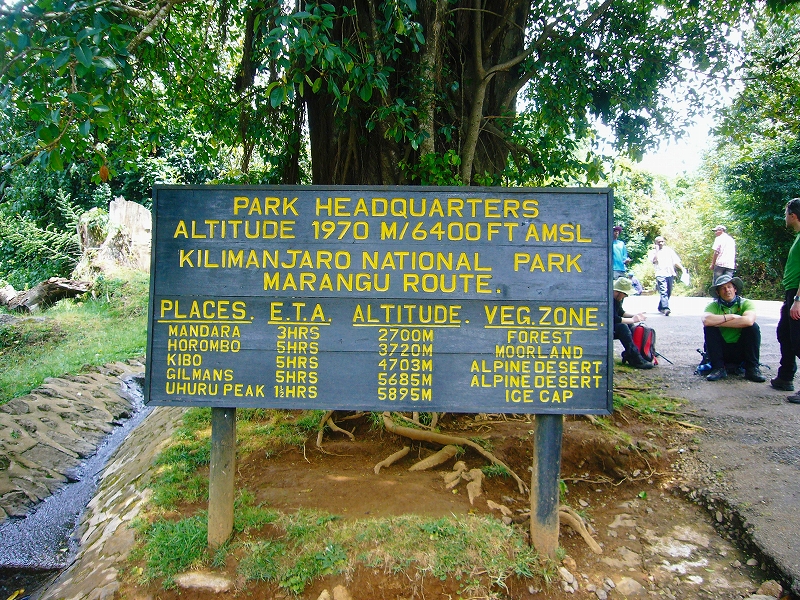 PARK HEADQUARTERS
ALTITUDE 1970 M/6400 FT AMSL
KILIMANJARO NATIONAL PARK
MARANGU ROUTE.
PLACES. E.T.A. ALTITUDE. VEG. ZONE.
MANDARA 3HRS 2700M FOREST
HOROMBO 5HRS 3720M MOORLAND
KIBO 5HRS 4703M ALPINE DESERT
GILMANS 5HRS 5685M ALPINE DESERT
UHURU PEAK 1½HRS 5895M ICE CAP